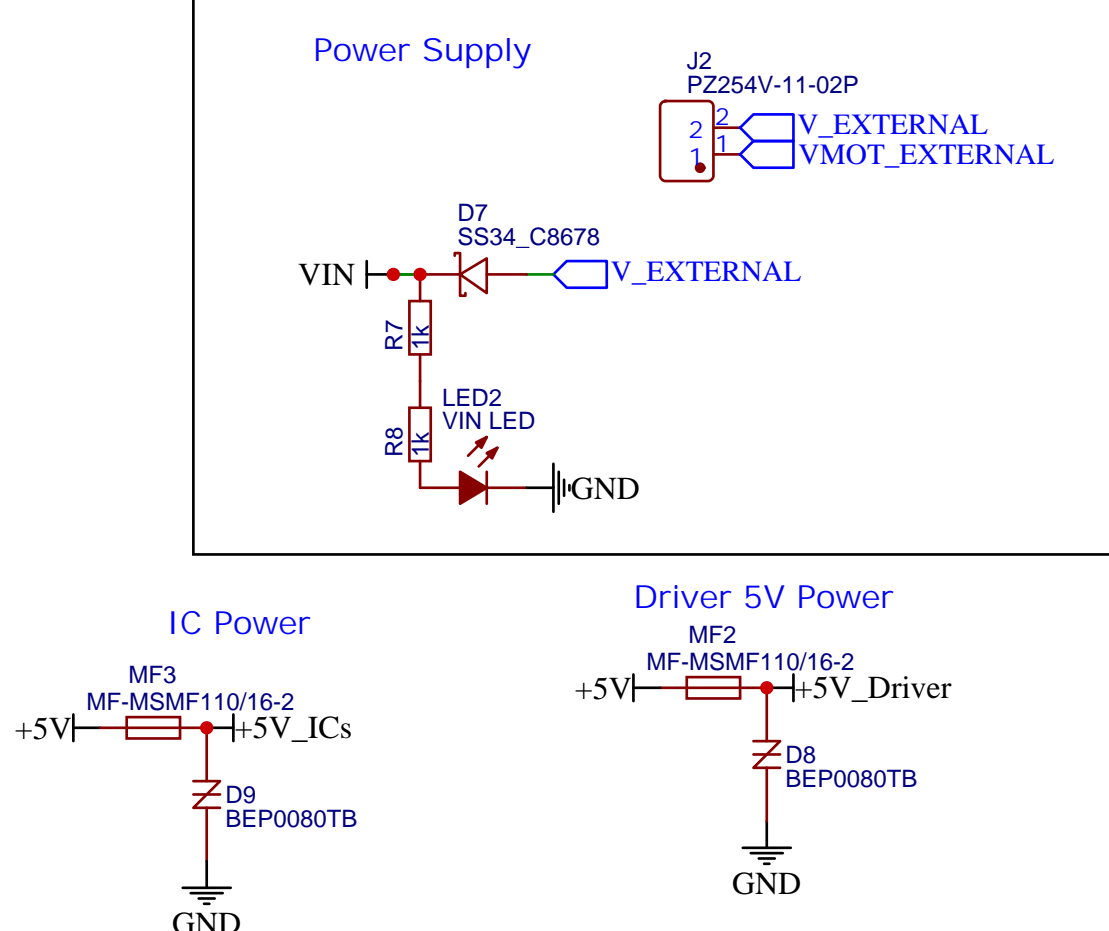 Power Supply
J2
PZ254V-11-02P
2 2 V_EXTERNAL
1 1 VMOT_EXTERNAL
D7
SS34_C8678
VIN
V_EXTERNAL
R7 1k
LED2
VIN LED
R8 1k
GND
Driver 5V Power
MF2
MF-MSMF110/16-2
+5V +5V_Driver
D8
BEP0080TB
GND
IC Power
MF3
MF-MSMF110/16-2
+5V +5V_ICs
D9
BEP0080TB
GND